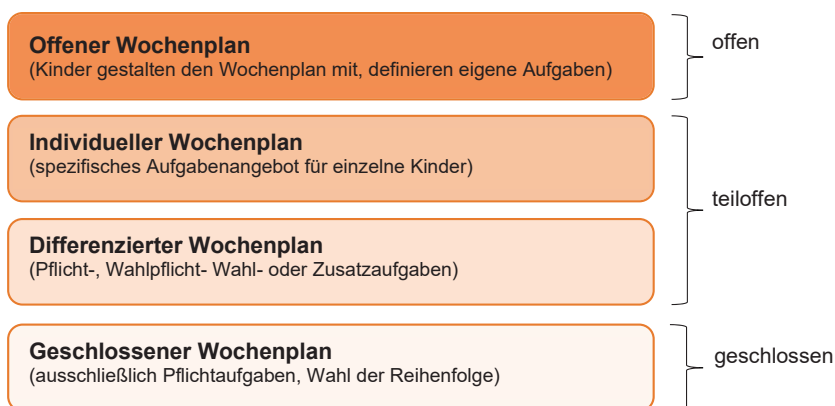 Offener Wochenplan
(Kinder gestalten den Wochenplan mit, definieren eigene Aufgaben)
offen
Individueller Wochenplan
(spezifisches Aufgabenangebot für einzelne Kinder)
teiloffen
Differenzierter Wochenplan
(Pflicht-, Wahlpflicht- Wahl- oder Zusatzaufgaben)
Geschlossener Wochenplan
(ausschließlich Pflichtaufgaben, Wahl der Reihenfolge)
geschlossen